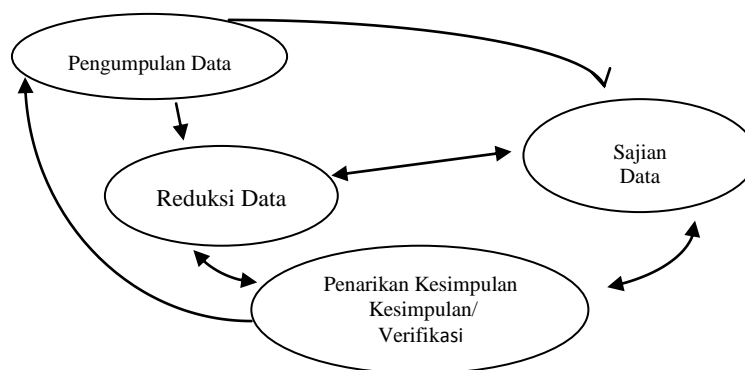 Pengumpulan Data
Sajian
Data
Reduksi Data
Penarikan Kesimpulan
Kesimpulan/
Verifikasi